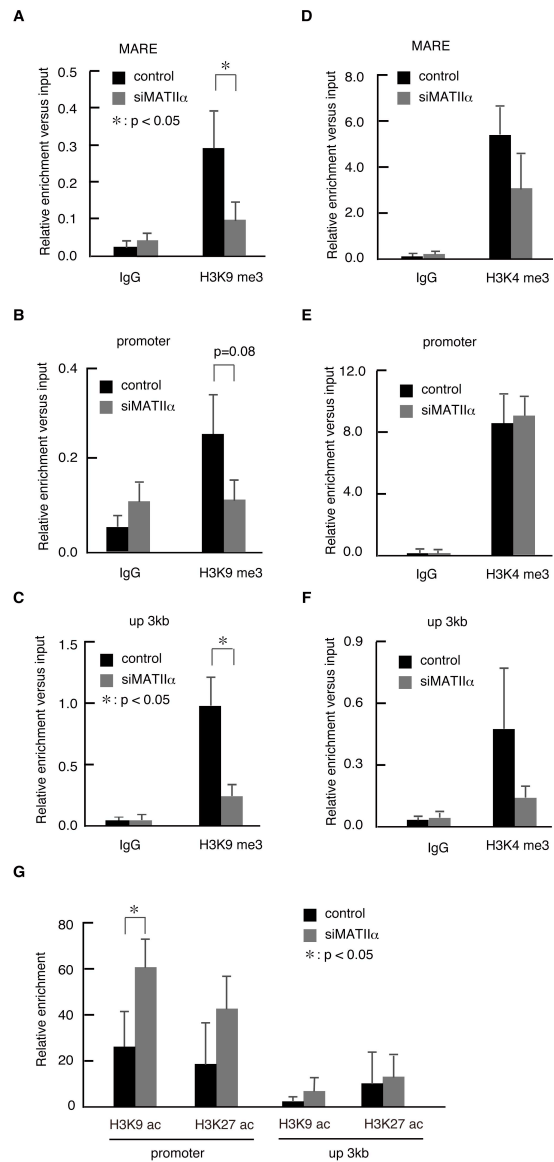 A
MARE
Relative enrichment versus input
0.5
0.4
0.3
0.2
0.1
0.0
control
siMATIIα
*: p < 0.05
*
IgG
H3K9 me3
D
MARE
Relative enrichment versus input
8.0
6.0
4.0
2.0
0.0
control
siMATIIα
IgG
H3K4 me3
B
promoter
Relative enrichment versus input
0.4
0.2
0.0
control
siMATIIα
p=0.08
IgG
H3K9 me3
E
promoter
Relative enrichment versus input
12.0
8.0
4.0
0.0
control
siMATIIα
IgG
H3K4 me3
C
up 3kb
Relative enrichment versus input
1.5
1.0
0.5
0.0
control
siMATIIα
*: p < 0.05
*
IgG
H3K9 me3
F
up 3kb
Relative enrichment versus input
0.9
0.6
0.3
0.0
control
siMATIIα
IgG
H3K4 me3
G
Relative enrichment
80
60
40
20
0
*
control
siMATIIα
*: p < 0.05
H3K9 ac
H3K27 ac
H3K9 ac
H3K27 ac
promoter
up 3kb